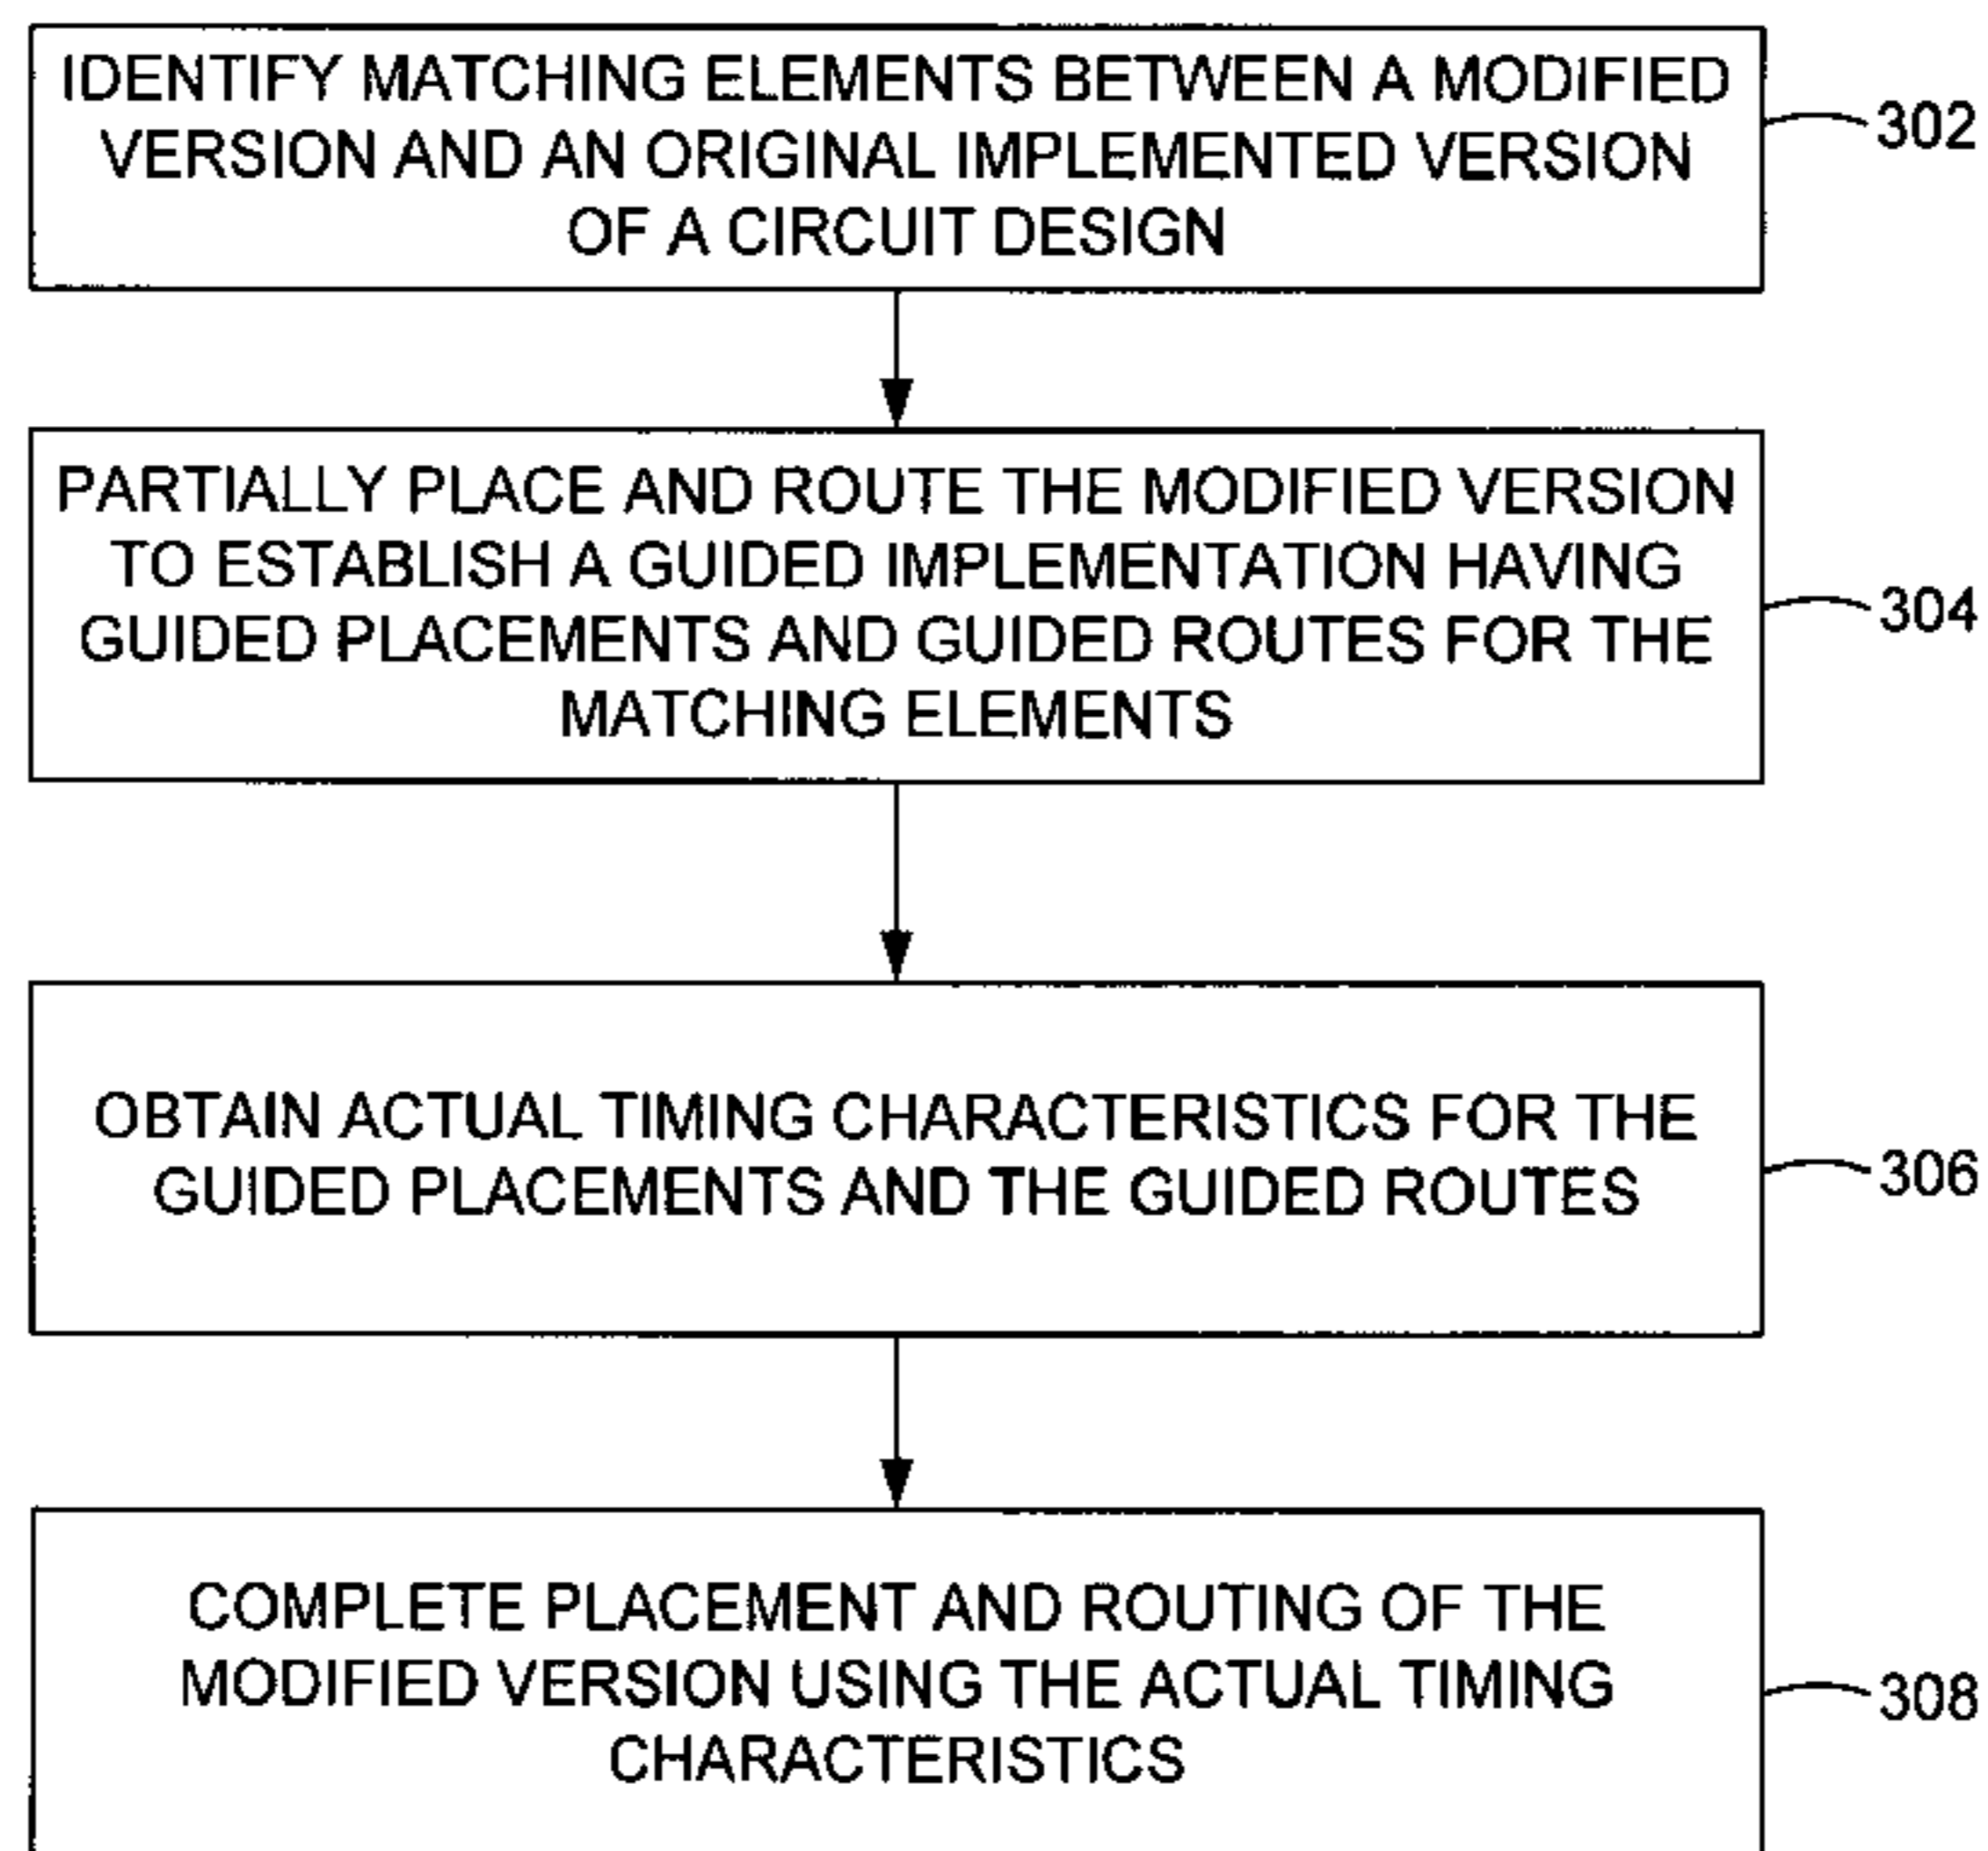 IDENTIFY MATCHING ELEMENTS BETWEEN A MODIFIED
VERSION AND AN ORIGINAL IMPLEMENTED VERSION
OF A CIRCUIT DESIGN
302
PARTIALLY PLACE AND ROUTE THE MODIFIED VERSION
TO ESTABLISH A GUIDED IMPLEMENTATION HAVING
GUIDED PLACEMENTS AND GUIDED ROUTES FOR THE
MATCHING ELEMENTS
304
OBTAIN ACTUAL TIMING CHARACTERISTICS FOR THE
GUIDED PLACEMENTS AND THE GUIDED ROUTES
306
COMPLETE PLACEMENT AND ROUTING OF THE
MODIFIED VERSION USING THE ACTUAL TIMING
CHARACTERISTICS
308